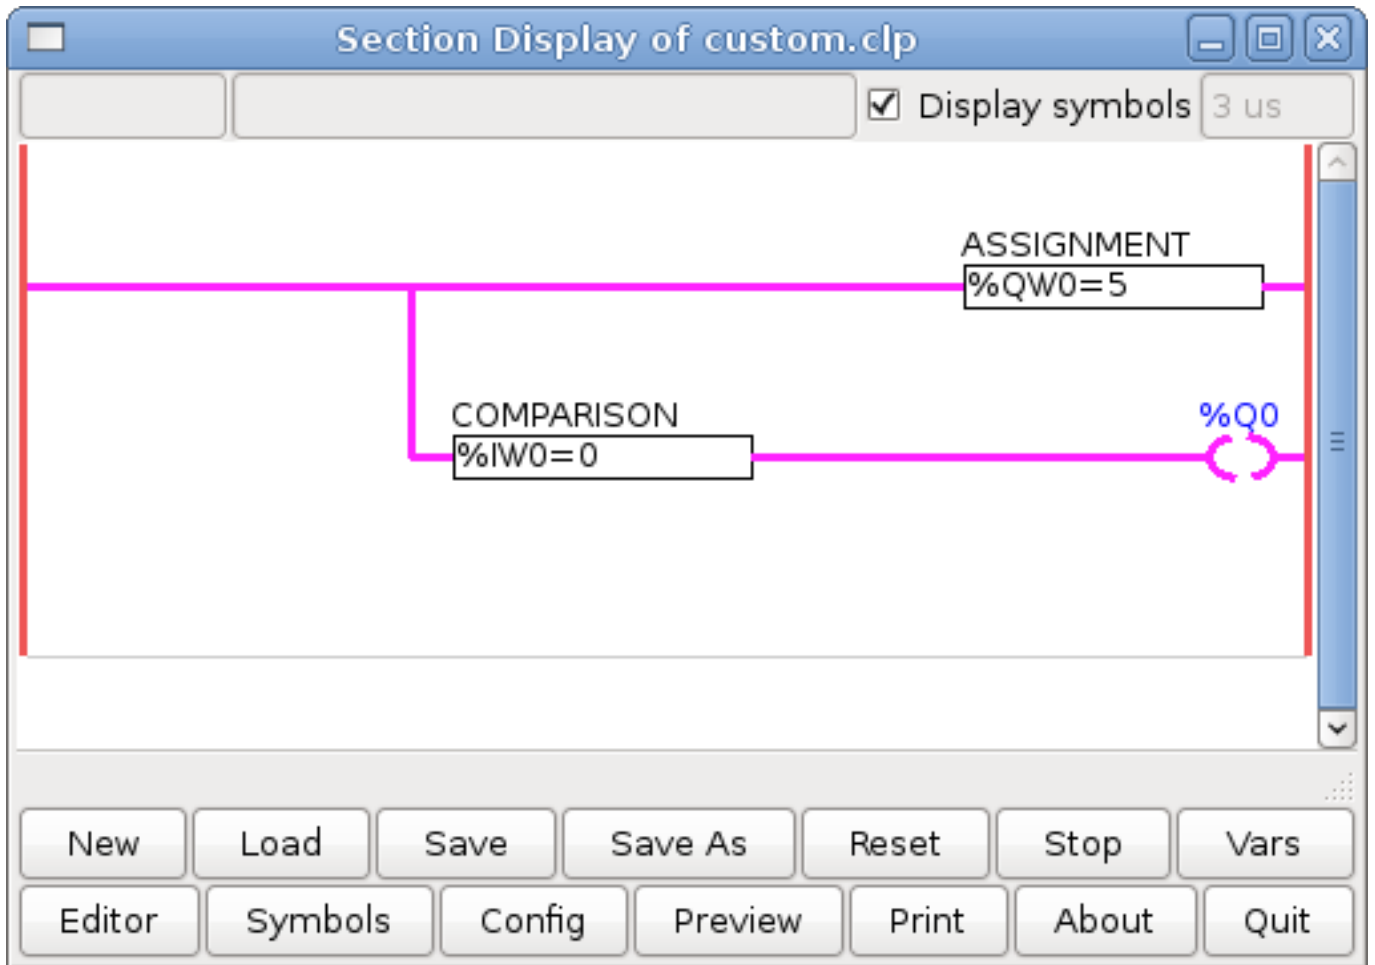 Section Display of custom.clp
Display symbols 3 us
ASSIGNMENT
%QW0=5
COMPARISON %Q0
%IW0=0
New Load Save Save As Reset Stop Vars
Editor Symbols Config Preview Print About Quit